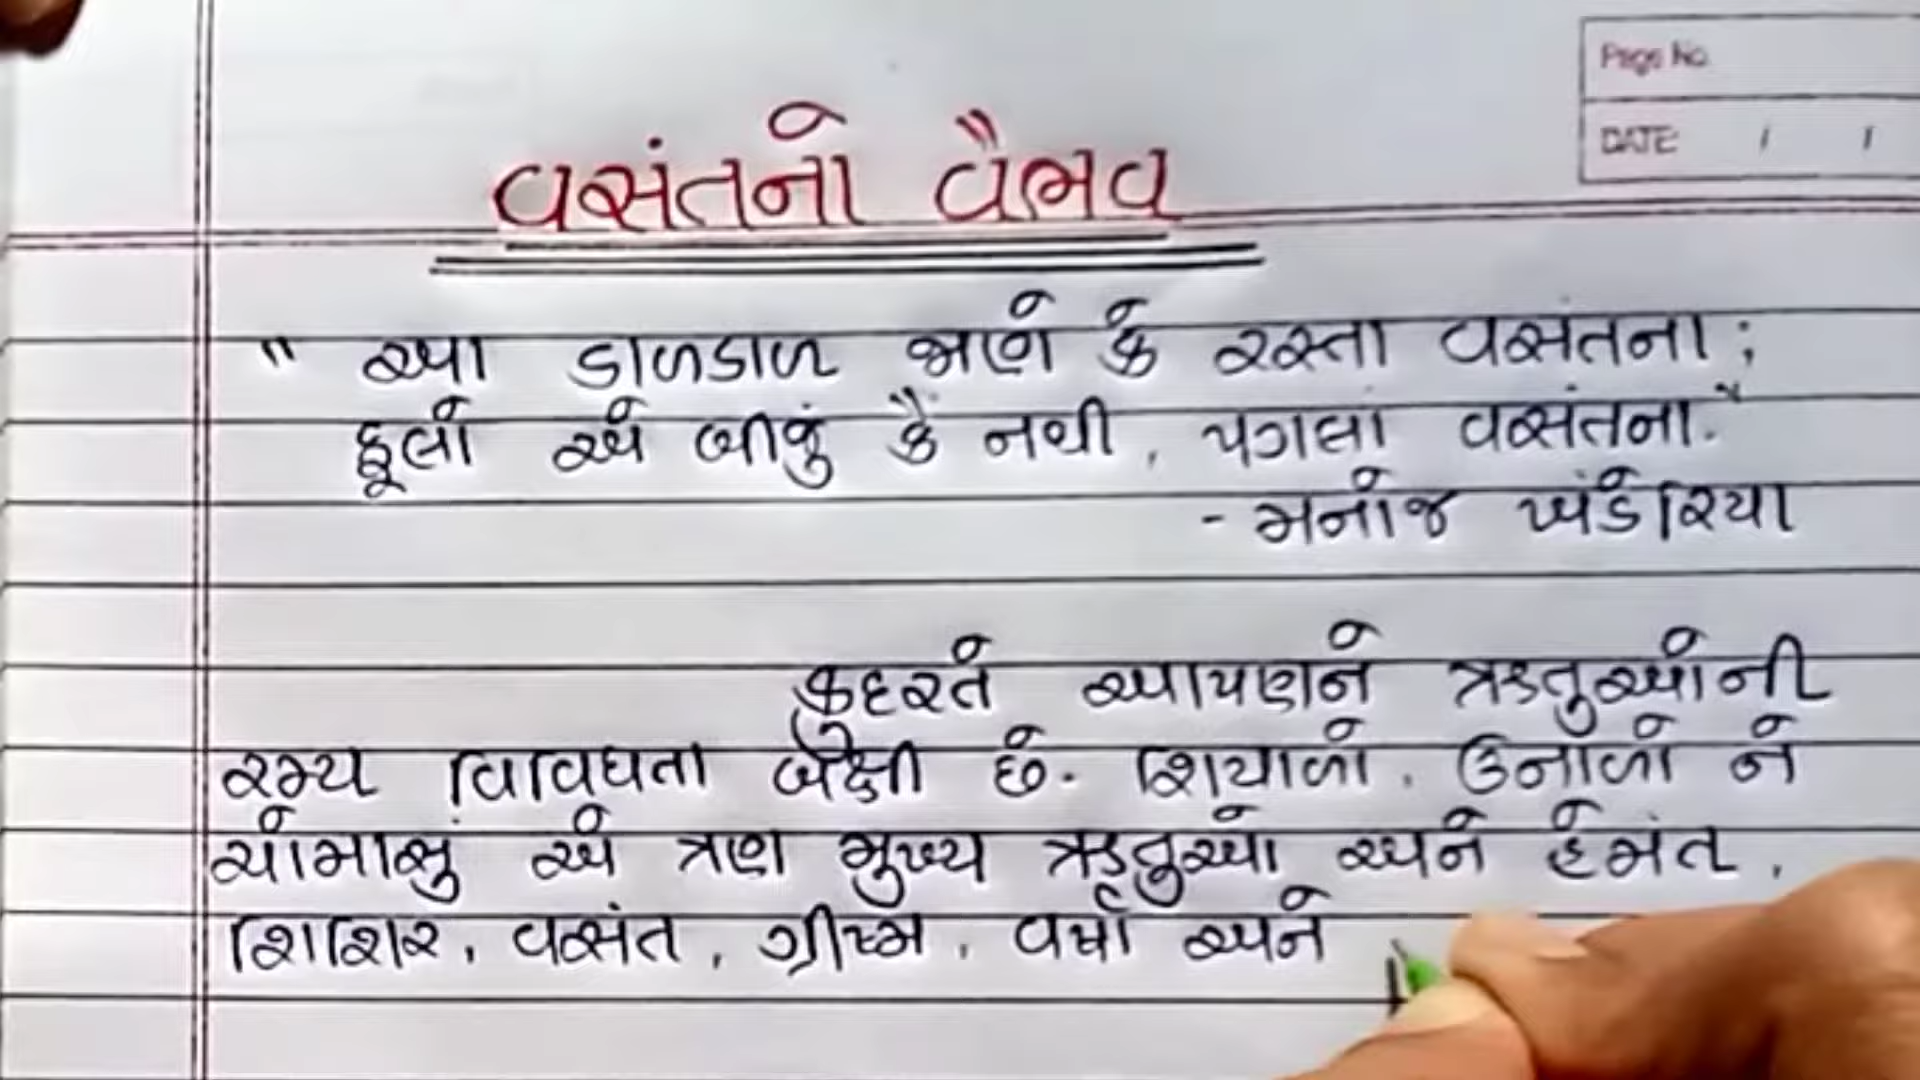 Page No.
DATE: / /
વસંતનો વૈભવ
" આ ડાળડાળ જાણે કે રસ્તા વસંતના ;
ફૂલો એ બીજું કૈં નથી, પગલાં વસંતના."
- મનોજ ખંડેરિયા
કુદરતે આપણને ઋતુઓની
રમ્ય વિવિધતા બક્ષી છે. શિયાળો, ઉનાળો ને
ચોમાસું એ ત્રણ મુખ્ય ઋતુઓ અને હેમંત,
શિશિર, વસંત, ગ્રીષ્મ, વર્ષા અને